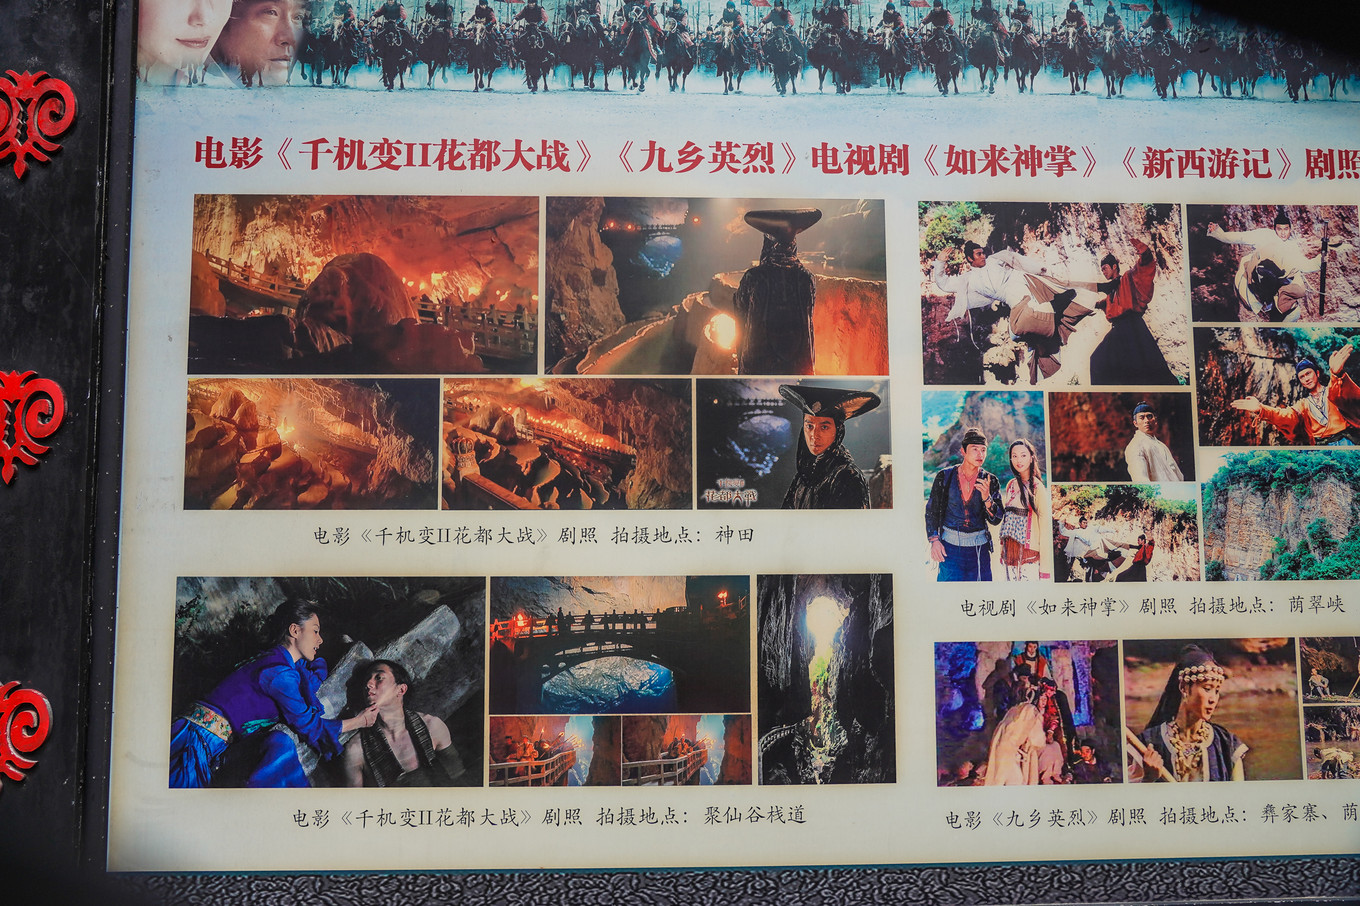 电影《千机变II花都大战》《九乡英烈》电视剧《如来神掌》《新西游记》剧照
花都大战
电影《千机变II花都大战》剧照 拍摄地点：神田
电视剧《如来神掌》剧照 拍摄地点：荫翠峡
电影《千机变II花都大战》剧照 拍摄地点：聚仙谷栈道
电影《九乡英烈》剧照 拍摄地点：彝家寨、荫